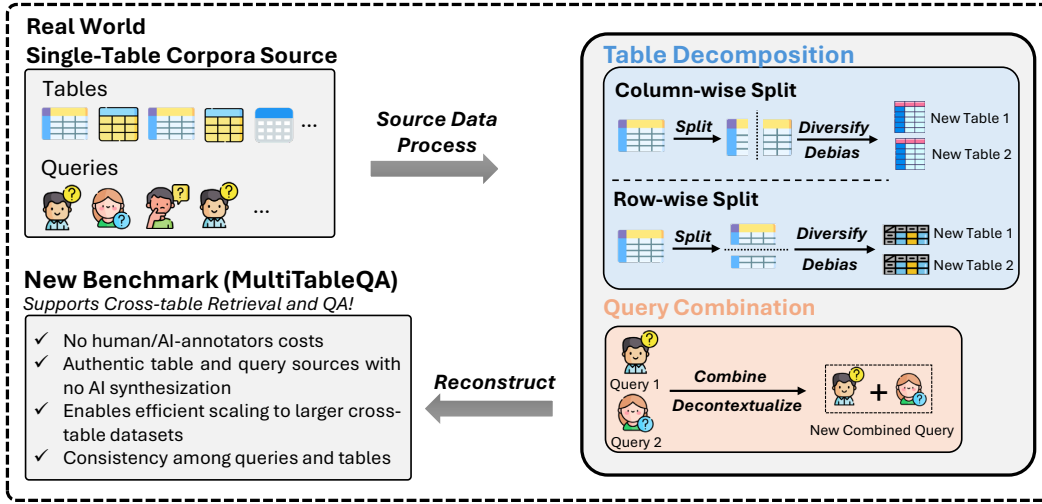 Real World
Single-Table Corpora Source
Tables
...
Queries
? ? ? ?
...
Source Data
Process
Table Decomposition
Column-wise Split
Split
Diversify
Debias
New Table 1
New Table 2
Row-wise Split
Split
Diversify
Debias
New Table 1
New Table 2
Query Combination
?
Query 1
?
Query 2
Combine
Decontextualize
? + ?
New Combined Query
Reconstruct
New Benchmark (MultiTableQA)
Supports Cross-table Retrieval and QA!
✓ No human/AI-annotators costs
✓ Authentic table and query sources with
no AI synthesization
✓ Enables efficient scaling to larger cross-
table datasets
✓ Consistency among queries and tables